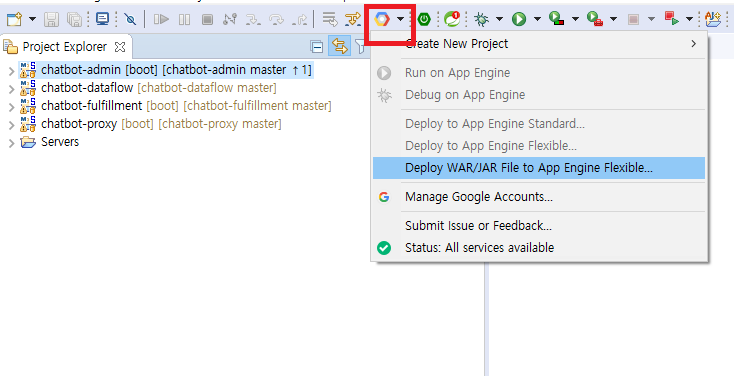 Project Explorer
chatbot-admin [boot] [chatbot-admin master ↑ 1]
chatbot-dataflow [chatbot-dataflow master]
chatbot-fulfillment [boot] [chatbot-fulfillment master]
chatbot-proxy [boot] [chatbot-proxy master]
Servers
Create New Project
Run on App Engine
Debug on App Engine
Deploy to App Engine Standard...
Deploy to App Engine Flexible...
Deploy WAR/JAR File to App Engine Flexible...
Manage Google Accounts...
Submit Issue or Feedback...
Status: All services available